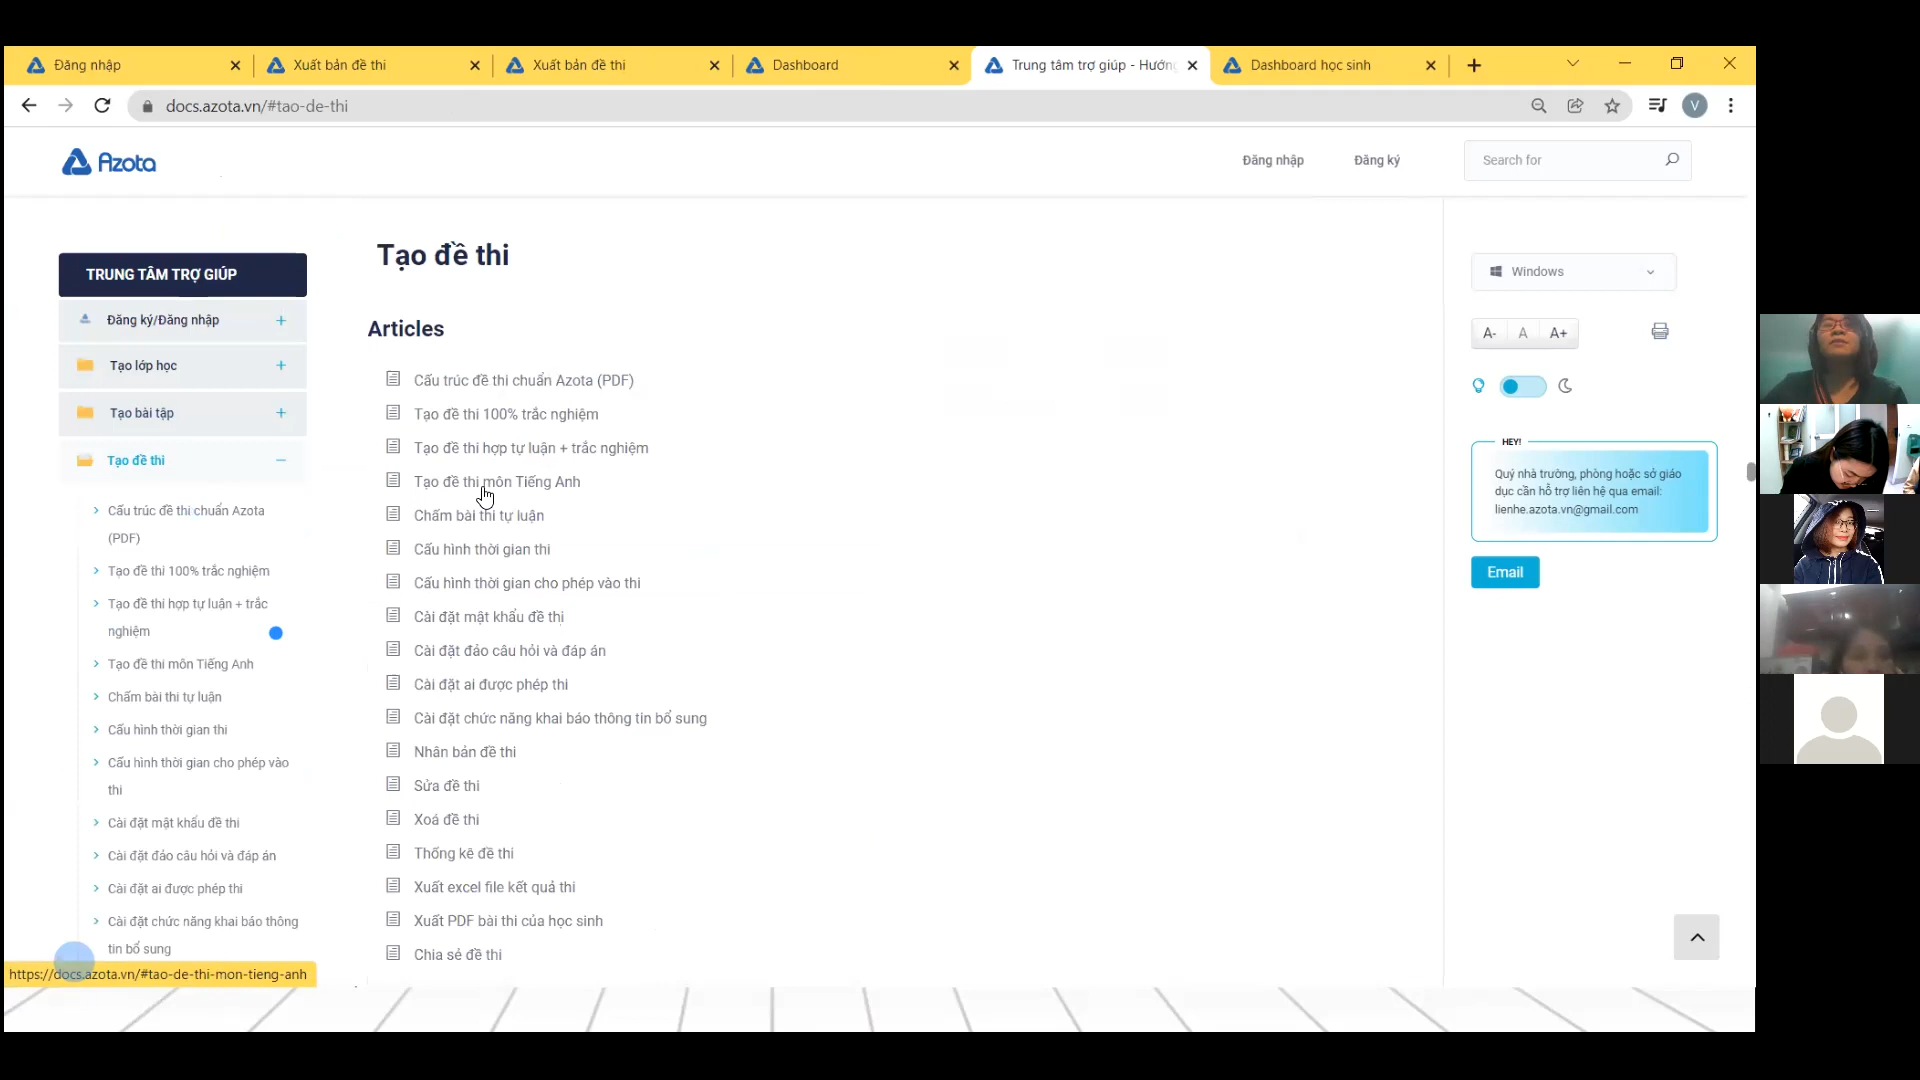 Đăng nhập
Xuất bản đề thi
Xuất bản đề thi
Dashboard
Trung tâm trợ giúp - Hướng
Dashboard học sinh
docs.azota.vn/#tao-de-thi
V
Azota
Đăng nhập
Đăng ký
Search for
TRUNG TÂM TRỢ GIÚP
Đăng ký/Đăng nhập
Tạo lớp học
Tạo bài tập
Tạo đề thi
Cấu trúc đề thi chuẩn Azota
(PDF)
Tạo đề thi 100% trắc nghiệm
Tạo đề thi hợp tự luận + trắc
nghiệm
Tạo đề thi môn Tiếng Anh
Chấm bài thi tự luận
Cấu hình thời gian thi
Cấu hình thời gian cho phép vào
thi
Cài đặt mật khẩu đề thi
Cài đặt đảo câu hỏi và đáp án
Cài đặt ai được phép thi
Cài đặt chức năng khai báo thông
tin bổ sung
https://docs.azota.vn/#tao-de-thi-mon-tieng-anh
Tạo đề thi
Articles
Cấu trúc đề thi chuẩn Azota (PDF)
Tạo đề thi 100% trắc nghiệm
Tạo đề thi hợp tự luận + trắc nghiệm
Tạo đề thi môn Tiếng Anh
Chấm bài thi tự luận
Cấu hình thời gian thi
Cấu hình thời gian cho phép vào thi
Cài đặt mật khẩu đề thi
Cài đặt đảo câu hỏi và đáp án
Cài đặt ai được phép thi
Cài đặt chức năng khai báo thông tin bổ sung
Nhân bản đề thi
Sửa đề thi
Xoá đề thi
Thống kê đề thi
Xuất excel file kết quả thi
Xuất PDF bài thi của học sinh
Chia sẻ đề thi
Windows
A- A A+
HEY!
Quý nhà trường, phòng hoặc sở giáo
dục cần hỗ trợ liên hệ qua email:
lienhe.azota.vn@gmail.com
Email